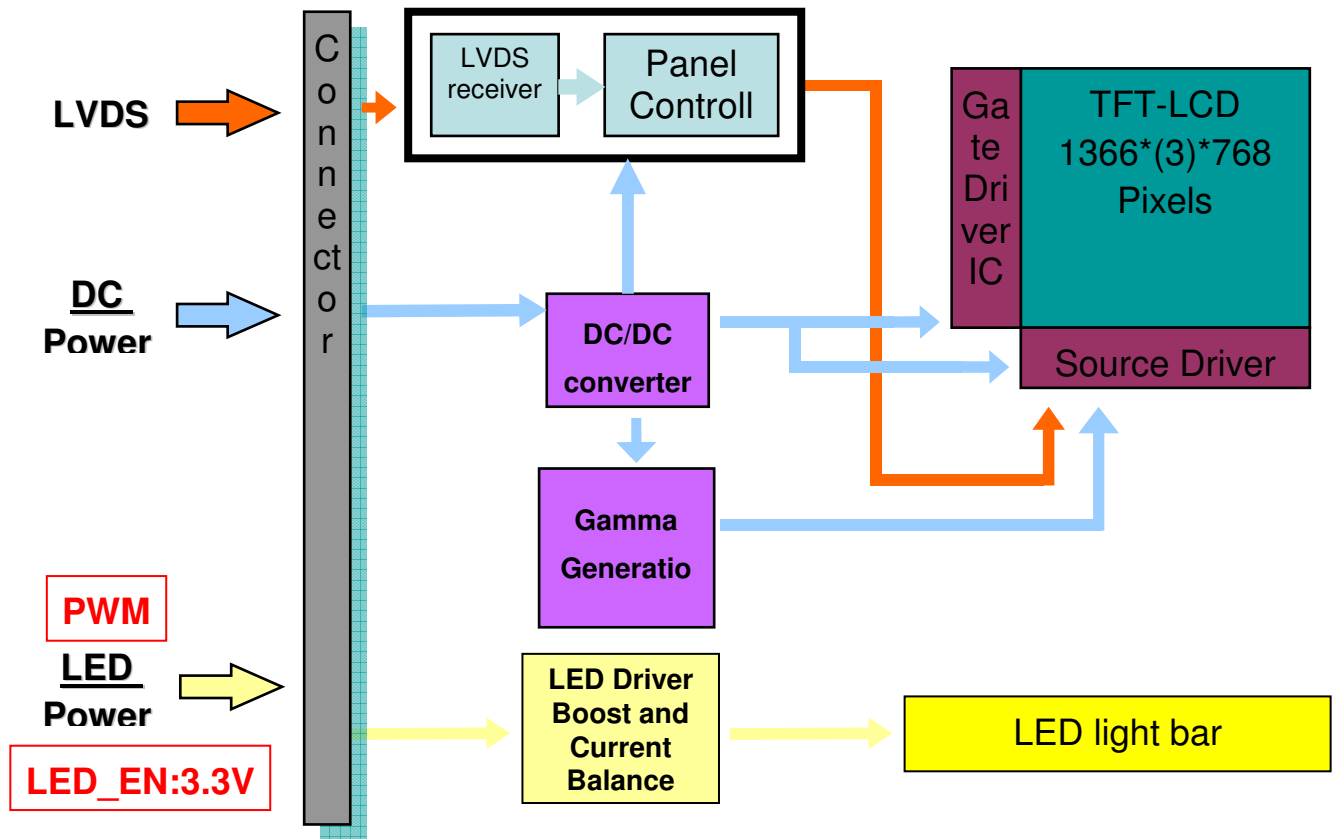 LVDS
DC
Power
PWM
LED
Power
LED_EN:3.3V
C
o
n
n
e
ct
o
r
LVDS
receiver
Panel
Controll
DC/DC
converter
Gamma
Generatio
LED Driver
Boost and
Current
Balance
Ga
te
Dri
ver
IC
TFT-LCD
1366*(3)*768
Pixels
Source Driver
LED light bar